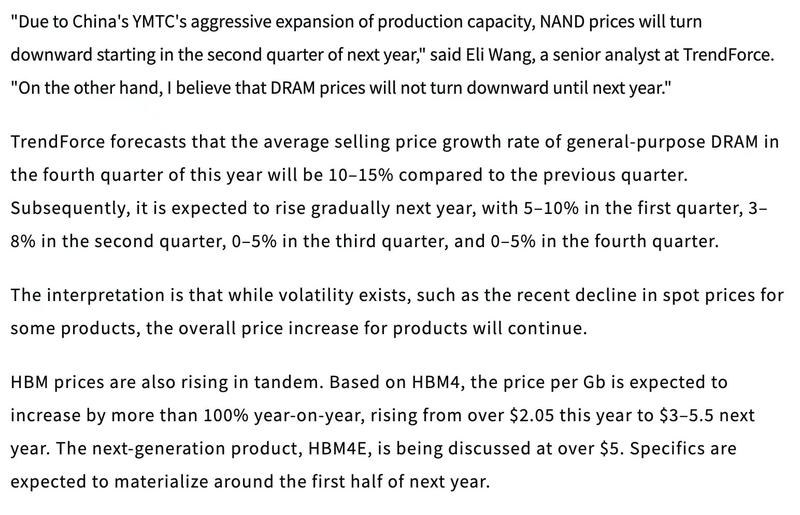 "Due to China's YMTC's aggressive expansion of production capacity, NAND prices will turn
downward starting in the second quarter of next year," said Eli Wang, a senior analyst at TrendForce.
"On the other hand, I believe that DRAM prices will not turn downward until next year."
TrendForce forecasts that the average selling price growth rate of general-purpose DRAM in
the fourth quarter of this year will be 10–15% compared to the previous quarter.
Subsequently, it is expected to rise gradually next year, with 5–10% in the first quarter, 3–
8% in the second quarter, 0–5% in the third quarter, and 0–5% in the fourth quarter.
The interpretation is that while volatility exists, such as the recent decline in spot prices for
some products, the overall price increase for products will continue.
HBM prices are also rising in tandem. Based on HBM4, the price per Gb is expected to
increase by more than 100% year-on-year, rising from over $2.05 this year to $3–5.5 next
year. The next-generation product, HBM4E, is being discussed at over $5. Specifics are
expected to materialize around the first half of next year.